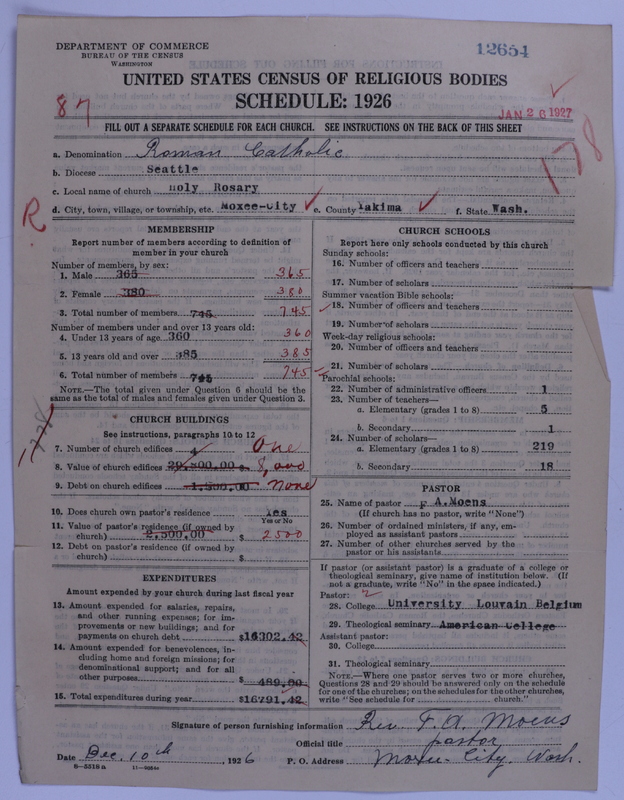 DEPARTMENT OF COMMERCE
BUREAU OF THE CENSUS
WASHINGTON
12654
UNITED STATES CENSUS OF RELIGIOUS BODIES
SCHEDULE: 1926
87
JAN 26 1927
FILL OUT A SEPARATE SCHEDULE FOR EACH CHURCH. SEE INSTRUCTIONS ON THE BACK OF THIS SHEET
178
a. Denomination Roman Catholic
b. Diocese Seattle
c. Local name of church Holy Rosary
d. City, town, village, or township, etc. Moxee-City e. County Yakima f. State Wash.
R
MEMBERSHIP
Report number of members according to definition of
member in your church
Number of members, by sex:
1. Male 365 365
2. Female 380 380
3. Total number of members 745 745
Number of members under and over 13 years old:
4. Under 13 years of age 360 360
5. 13 years old and over 385 385
6. Total number of members 745 745
NOTE.—The total given under Question 6 should be the
same as the total of males and females given under Question 3.
CHURCH BUILDINGS
See instructions, paragraphs 10 to 12
7. Number of church edifices One
8. Value of church edifices $ 8,000
9. Debt on church edifices 1,500.00 None
10. Does church own pastor's residence Yes
Yes or No
11. Value of pastor's residence (if owned by
church) 2,500.00 $ 2500
12. Debt on pastor's residence (if owned by
church) $
EXPENDITURES
Amount expended by your church during last fiscal year
13. Amount expended for salaries, repairs,
and other running expenses; for im-
provements or new buildings; and for
payments on church debt $16302.42
14. Amount expended for benevolences, in-
cluding home and foreign missions; for
denominational support; and for all
other purposes $ 489.00
15. Total expenditures during year $16791.42
CHURCH SCHOOLS
Report here only schools conducted by this church
Sunday schools:
16. Number of officers and teachers
17. Number of scholars
Summer vacation Bible schools:
18. Number of officers and teachers
19. Number of scholars
Week-day religious schools:
20. Number of officers and teachers
21. Number of scholars
Parochial schools:
22. Number of administrative officers 1
23. Number of teachers—
a. Elementary (grades 1 to 8) 5
b. Secondary 1
24. Number of scholars—
a. Elementary (grades 1 to 8) 219
b. Secondary 18
PASTOR
25. Name of pastor F A.Moens
(If church has no pastor, write "None")
26. Number of ordained ministers, if any, em-
ployed as assistant pastors
27. Number of other churches served by the
pastor or his assistants
If pastor (or assistant pastor) is a graduate of a college or
theological seminary, give name of institution below. (If
not a graduate, write "No" in the space indicated.)
Pastor: 2
28. College University Louvain Belgium
29. Theological seminary American College
Assistant pastor:
30. College
31. Theological seminary
NOTE.—Where one pastor serves two or more churches,
Questions 28 and 29 should be answered only on the schedule
for one of the churches; on the schedules for the other churches,
write "See schedule for church."
Signature of person furnishing information Rev. F. A. Moens
Official title pastor
Date Dec. 10th, 1926 P. O. Address Moxee City, Wash.
8—5318a 11—9864a